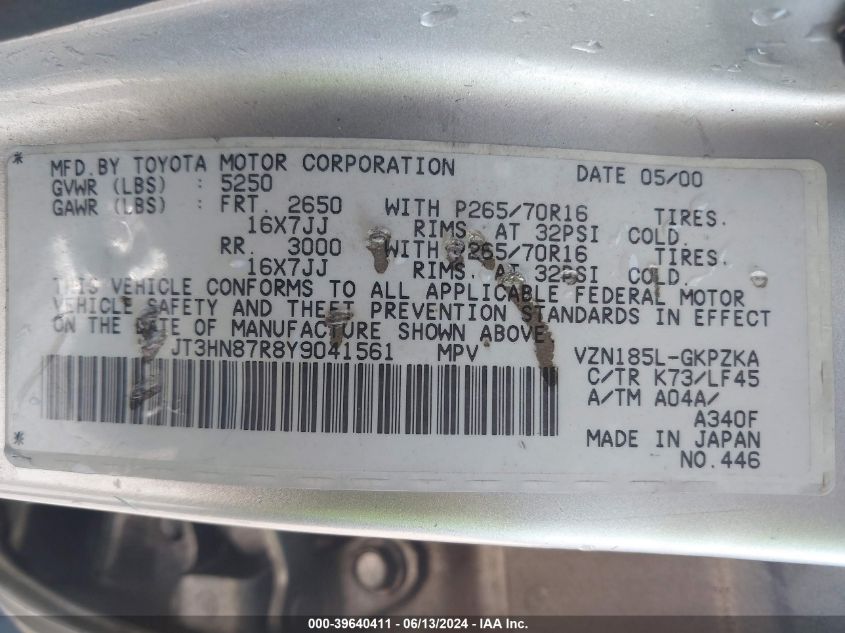 * MFD.BY TOYOTA MOTOR CORPORATION DATE 05/00
GVWR (LBS) : 5250
GAWR (LBS) : FRT. 2650 WITH P265/70R16 TIRES.
16X7JJ RIMS. AT 32PSI COLD.
RR. 3000 WITH P265/70R16 TIRES.
16X7JJ RIMS. AT 32PSI COLD.
THIS VEHICLE CONFORMS TO ALL APPLICABLE FEDERAL MOTOR
VEHICLE SAFETY AND THEFT PREVENTION STANDARDS IN EFFECT
ON THE DATE OF MANUFACTURE SHOWN ABOVE.
JT3HN87R8Y9041561 MPV VZN185L-GKPZKA
C/TR K73/LF45
A/TM A04A/
A340F
* MADE IN JAPAN
NO.446
000-39640411 / 06/13/2024 - IAA Inc.